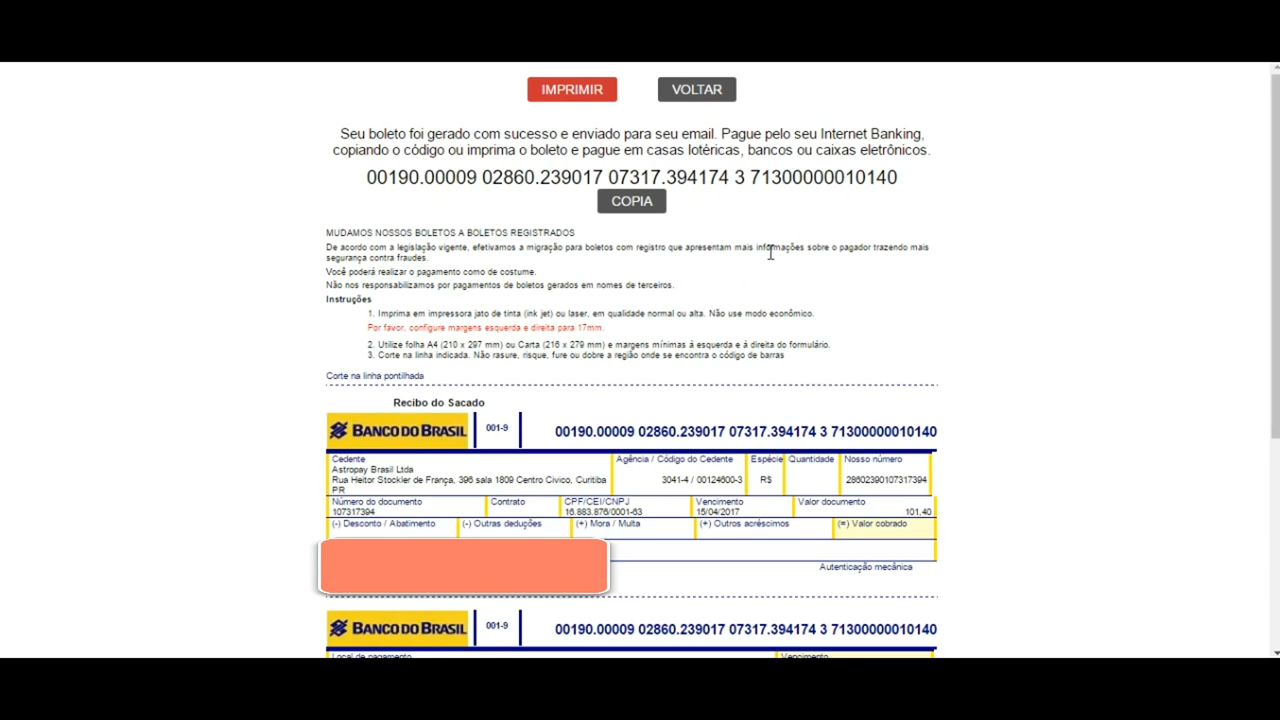 IMPRIMIR VOLTAR
Seu boleto foi gerado com sucesso e enviado para seu email. Pague pelo seu Internet Banking,
copiando o código ou imprima o boleto e pague em casas lotéricas, bancos ou caixas eletrônicos.
00190.00009 02860.239017 07317.394174 3 71300000010140
COPIA
MUDAMOS NOSSOS BOLETOS A BOLETOS REGISTRADOS
De acordo com a legislação vigente, efetivamos a migração para boletos com registro que apresentam mais informações sobre o pagador trazendo mais
segurança contra fraudes.
Você poderá realizar o pagamento como de costume.
Não nos responsabilizamos por pagamentos de boletos gerados em nomes de terceiros.
Instruções
1. Imprima em impressora jato de tinta (ink jet) ou laser, em qualidade normal ou alta. Não use modo econômico.
Por favor, configure margens esquerda e direita para 17mm.
2. Utilize folha A4 (210 x 297 mm) ou Carta (216 x 279 mm) e margens mínimas á esquerda e á direita do formulário.
3. Corte na linha indicada. Não rasure, risque, fure ou dobre a região onde se encontra o código de barras
Corte na linha pontilhada
Recibo do Sacado
BANCO DO BRASIL 001-9 00190.00009 02860.239017 07317.394174 3 71300000010140
Cedente Agência / Código do Cedente Espécie Quantidade Nosso número
Astropay Brasil Ltda
Rua Heitor Stockler de França, 396 sala 1809 Centro Civico, Curitiba 3041-4 / 00124600-3 R$ 28602390107317394
PR
Número do documento Contrato CPF/CEI/CNPJ Vencimento Valor documento
107317394 16.883.876/0001-63 15/04/2017 101,40
(-) Desconto / Abatimento (-) Outras deduções (+) Mora / Multa (+) Outros acréscimos (=) Valor cobrado
Autenticação mecânica
BANCO DO BRASIL 001-9 00190.00009 02860.239017 07317.394174 3 71300000010140
Local de pagamento Vencimento